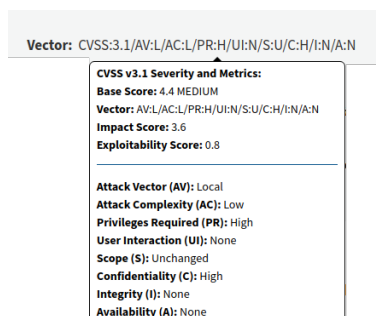 Vector: CVSS:3.1/AV:L/AC:L/PR:H/UI:N/S:U/C:H/I:N/A:N
CVSS v3.1 Severity and Metrics:
Base Score: 4.4 MEDIUM
Vector: AV:L/AC:L/PR:H/UI:N/S:U/C:H/I:N/A:N
Impact Score: 3.6
Exploitability Score: 0.8
Attack Vector (AV): Local
Attack Complexity (AC): Low
Privileges Required (PR): High
User Interaction (UI): None
Scope (S): Unchanged
Confidentiality (C): High
Integrity (I): None
Availability (A): None